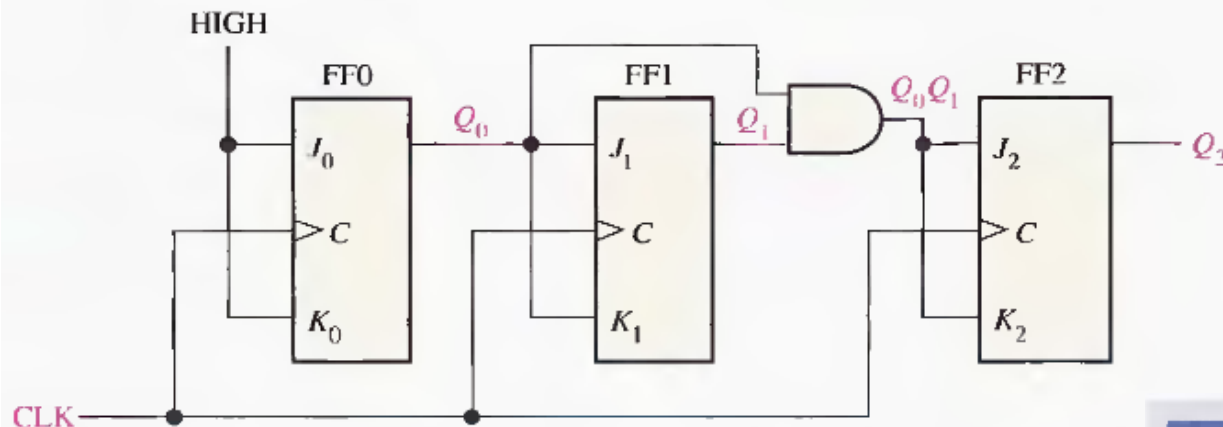 HIGH
FF0
FF1
FF2
Q₀
Q₁
Q₀Q₁
J₀
J₁
J₂
Q₂
C
C
C
K₀
K₁
K₂
CLK